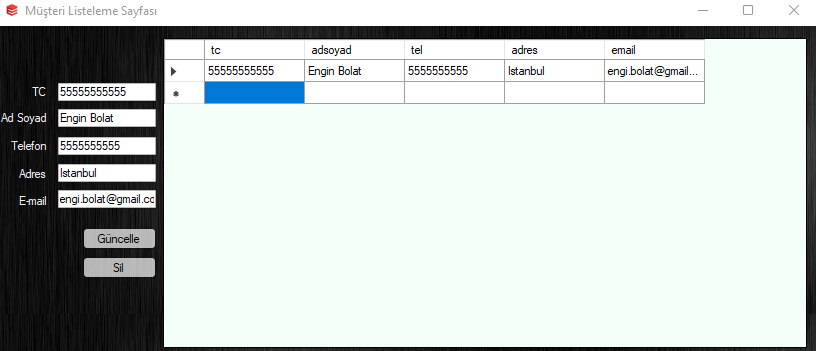 Müşteri Listeleme Sayfası
tc adsoyad tel adres email
55555555555 Engin Bolat 5555555555 Istanbul engi.bolat@gmail...
TC 55555555555
Ad Soyad Engin Bolat
Telefon 5555555555
Adres Istanbul
E-mail engi.bolat@gmail.cc
Güncelle
Sil